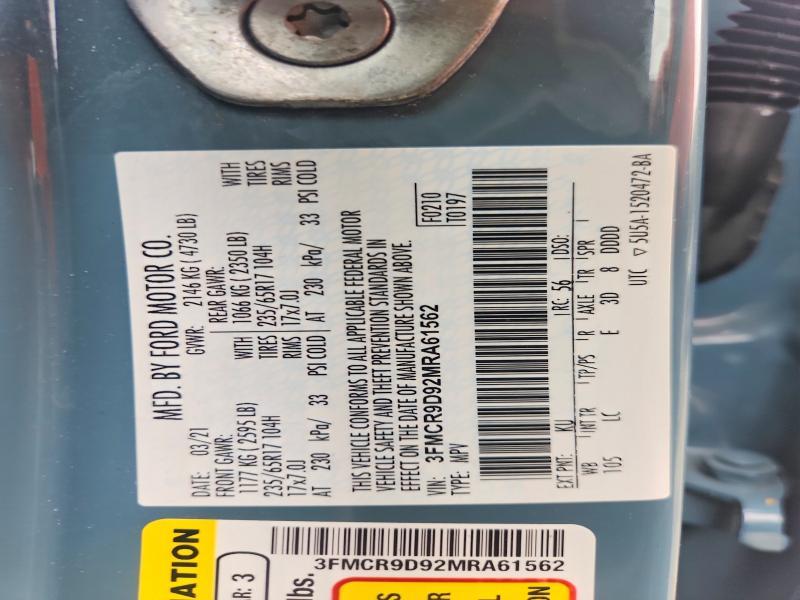 MFD. BY FORD MOTOR CO.
DATE: 03/21 GVWR: 2146 KG ( 4730 LB)
FRONT GAWR: REAR GAWR:
1177 KG ( 2595 LB) WITH 1066 KG ( 2350 LB) WITH
235/65R17 104H TIRES 235/65R17 104H TIRES
17x7.0J RIMS 17x7.0J RIMS
AT 230 kPa/ 33 PSI COLD AT 230 kPa/ 33 PSI COLD
THIS VEHICLE CONFORMS TO ALL APPLICABLE FEDERAL MOTOR
VEHICLE SAFETY AND THEFT PREVENTION STANDARDS IN
EFFECT ON THE DATE OF MANUFACTURE SHOWN ABOVE.
VIN: 3FMCR9D92MRA61562 F0210
TYPE: MPV T0197
EXT PNT: KU RC: 56 DSO:
WB INT TR TP/PS R AXLE TR SPR
105 LC E 3D 8 DDDD
UTC ▽ 5U5A-1520472-BA
3FMCR9D92MRA61562
ATION
R: 3
lbs.